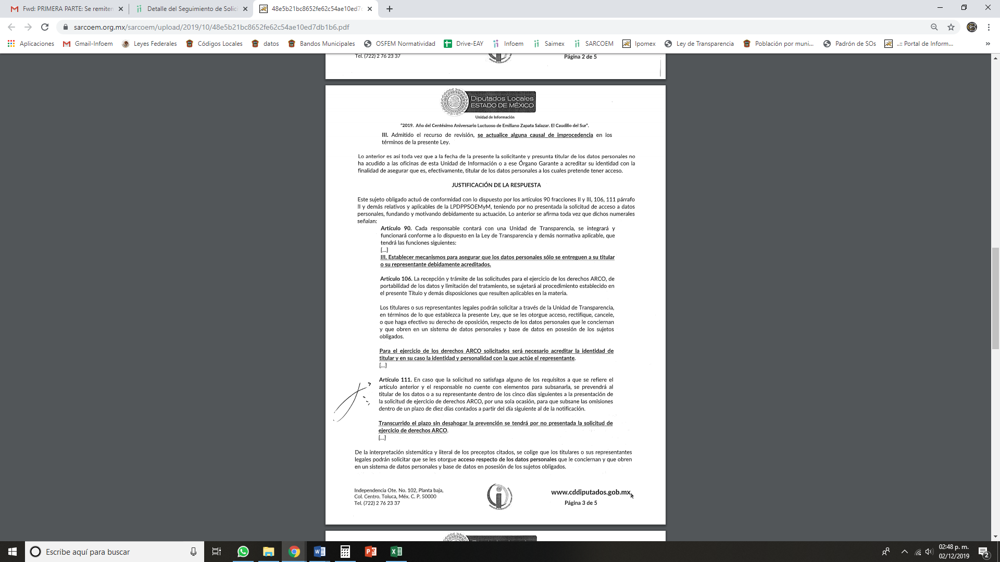 Fwd: PRIMERA PARTE: Se remiten
Detalle del Seguimiento de Solici
48e5b21bc8652fe62c54ae10ed7
sarcoem.org.mx/sarcoem/upload/2019/10/48e5b21bc8652fe62c54ae10ed7db1b6.pdf
Aplicaciones
Gmail-Infoem
Leyes Federales
Códigos Locales
datos
Bandos Municipales
OSFEM Normatividad
Drive-EAY
Infoem
Saimex
SARCOEM
Ipomex
Ley de Transparencia
Población por muni...
Padrón de SOs
..:: Portal de Inform...
Tel. (722) 2 76 23 37
Página 2 de 5
Diputados Locales
ESTADO DE MÉXICO
Unidad de Información
"2019. Año del Centésimo Aniversario Luctuoso de Emiliano Zapata Salazar. El Caudillo del Sur".
III. Admitido el recurso de revisión, se actualice alguna causal de improcedencia en los
términos de la presente Ley.
Lo anterior es así toda vez que a la fecha de la presente la solicitante y presunta titular de los datos personales no
ha acudido a las oficinas de esta Unidad de Información o a ese Órgano Garante a acreditar su identidad con la
finalidad de asegurar que es, efectivamente, titular de los datos personales a los cuales pretende tener acceso.
JUSTIFICACIÓN DE LA RESPUESTA
Este sujeto obligado actuó de conformidad con lo dispuesto por los artículos 90 fracciones II y III, 106, 111 párrafo
II y demás relativos y aplicables de la LPDPPSOEMyM, teniendo por no presentada la solicitud de acceso a datos
personales, fundando y motivando debidamente su actuación. Lo anterior se afirma toda vez que dichos numerales
señalan:
Artículo 90. Cada responsable contará con una Unidad de Transparencia, se integrará y
funcionará conforme a lo dispuesto en la Ley de Transparencia y demás normativa aplicable, que
tendrá las funciones siguientes:
[...]
III. Establecer mecanismos para asegurar que los datos personales sólo se entreguen a su titular
o su representante debidamente acreditados.
Artículo 106. La recepción y trámite de las solicitudes para el ejercicio de los derechos ARCO, de
portabilidad de los datos y limitación del tratamiento, se sujetará al procedimiento establecido en
el presente Título y demás disposiciones que resulten aplicables en la materia.
Los titulares o sus representantes legales podrán solicitar a través de la Unidad de Transparencia,
en términos de lo que establezca la presente Ley, que se les otorgue acceso, rectifique, cancele,
o que haga efectivo su derecho de oposición, respecto de los datos personales que le conciernan
y que obren en un sistema de datos personales y base de datos en posesión de los sujetos
obligados.
Para el ejercicio de los derechos ARCO solicitados será necesario acreditar la identidad de
titular y en su caso la identidad y personalidad con la que actúe el representante.
[...]
Artículo 111. En caso que la solicitud no satisfaga alguno de los requisitos a que se refiere el
artículo anterior y el responsable no cuente con elementos para subsanarla, se prevendrá al
titular de los datos o a su representante dentro de los cinco días siguientes a la presentación de
la solicitud de ejercicio de derechos ARCO, por una sola ocasión, para que subsane las omisiones
dentro de un plazo de diez días contados a partir del día siguiente al de la notificación.
Transcurrido el plazo sin desahogar la prevención se tendrá por no presentada la solicitud de
ejercicio de derechos ARCO.
[...]
De la interpretación sistemática y literal de los preceptos citados, se colige que los titulares o sus representantes
legales podrán solicitar que se les otorgue acceso respecto de los datos personales que le conciernan y que obren
en un sistema de datos personales y base de datos en posesión de los sujetos obligados.
Independencia Ote. No. 102, Planta baja,
Col. Centro. Toluca, Méx. C. P. 50000
Tel. (722) 2 76 23 37
www.cddiputados.gob.mx
Página 3 de 5
Escribe aquí para buscar
02:48 p. m.
02/12/2019
2